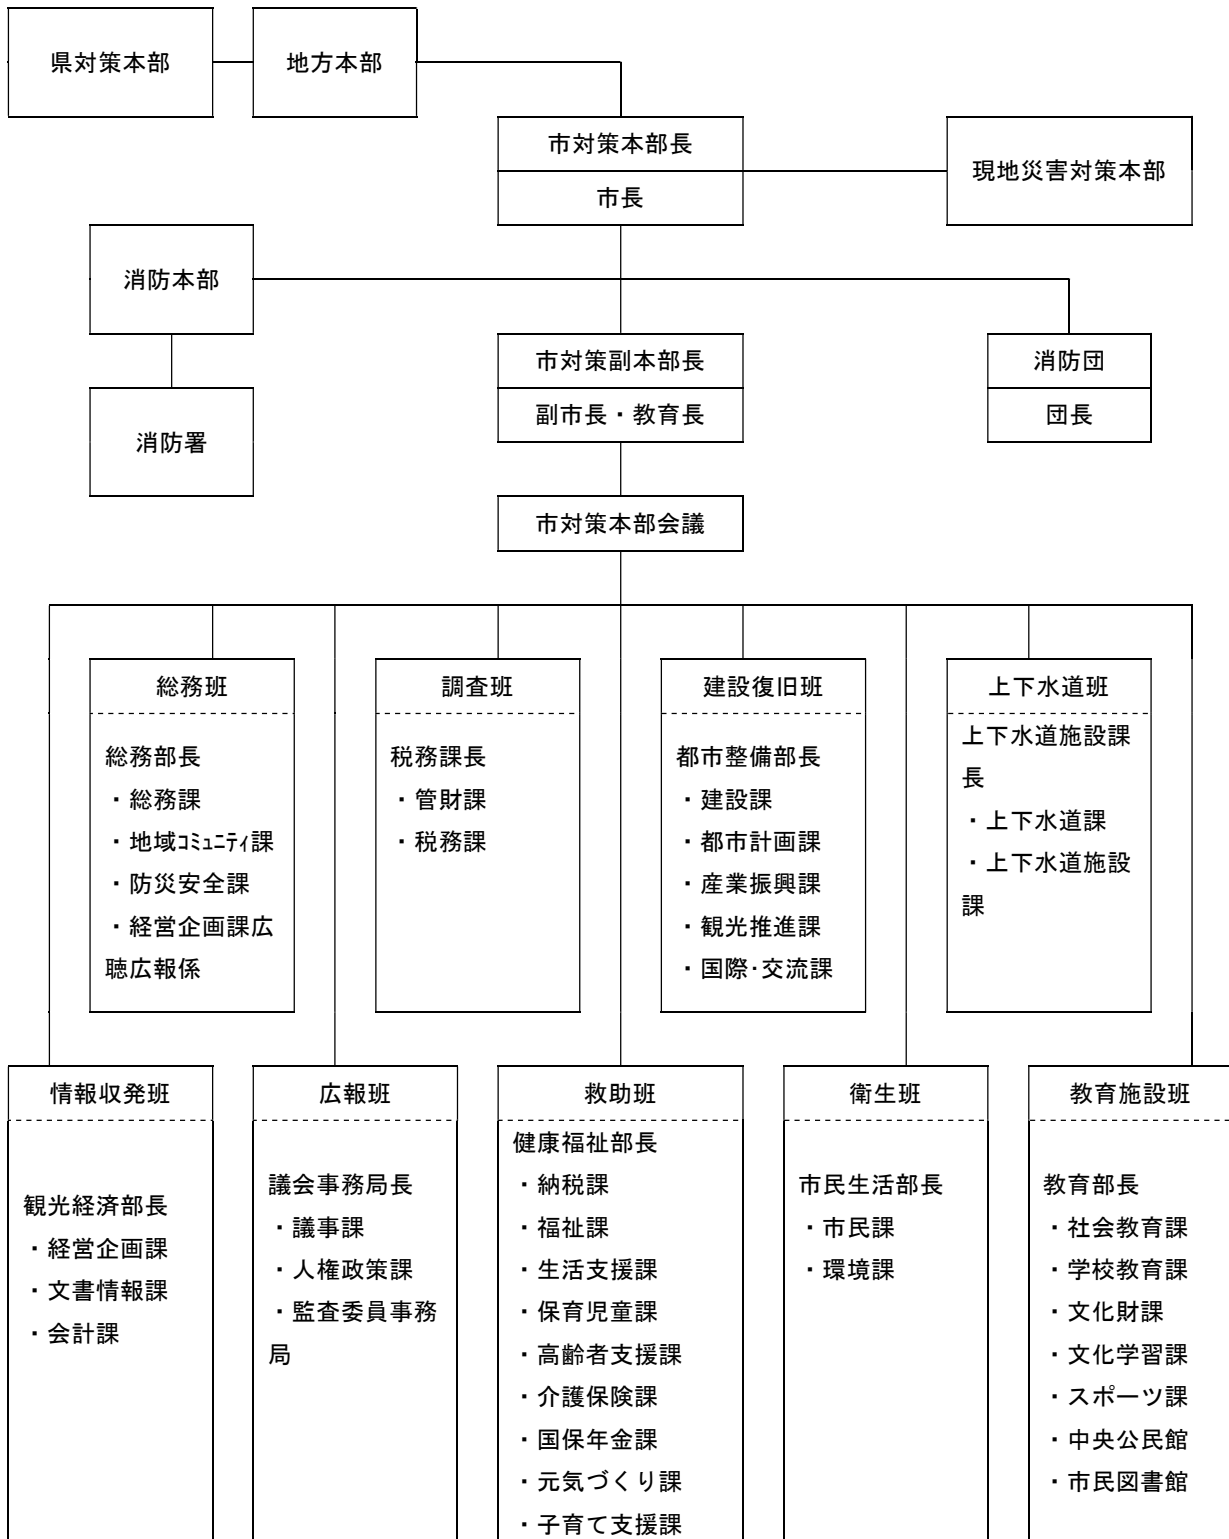 県対策本部
地方本部
市対策本部長
市長
現地災害対策本部
消防本部
消防署
市対策副本部長
副市長・教育長
消防団
団長
市対策本部会議
総務班
総務部長
・総務課
・地域ｺﾐｭﾆﾃｨ課
・防災安全課
・経営企画課広
聴広報係
調査班
税務課長
・管財課
・税務課
建設復旧班
都市整備部長
・建設課
・都市計画課
・産業振興課
・観光推進課
・国際･交流課
上下水道班
上下水道施設課
長
・上下水道課
・上下水道施設
課
情報収発班
観光経済部長
・経営企画課
・文書情報課
・会計課
広報班
議会事務局長
・議事課
・人権政策課
・監査委員事務
局
救助班
健康福祉部長
・納税課
・福祉課
・生活支援課
・保育児童課
・高齢者支援課
・介護保険課
・国保年金課
・元気づくり課
・子育て支援課
衛生班
市民生活部長
・市民課
・環境課
教育施設班
教育部長
・社会教育課
・学校教育課
・文化財課
・文化学習課
・スポーツ課
・中央公民館
・市民図書館